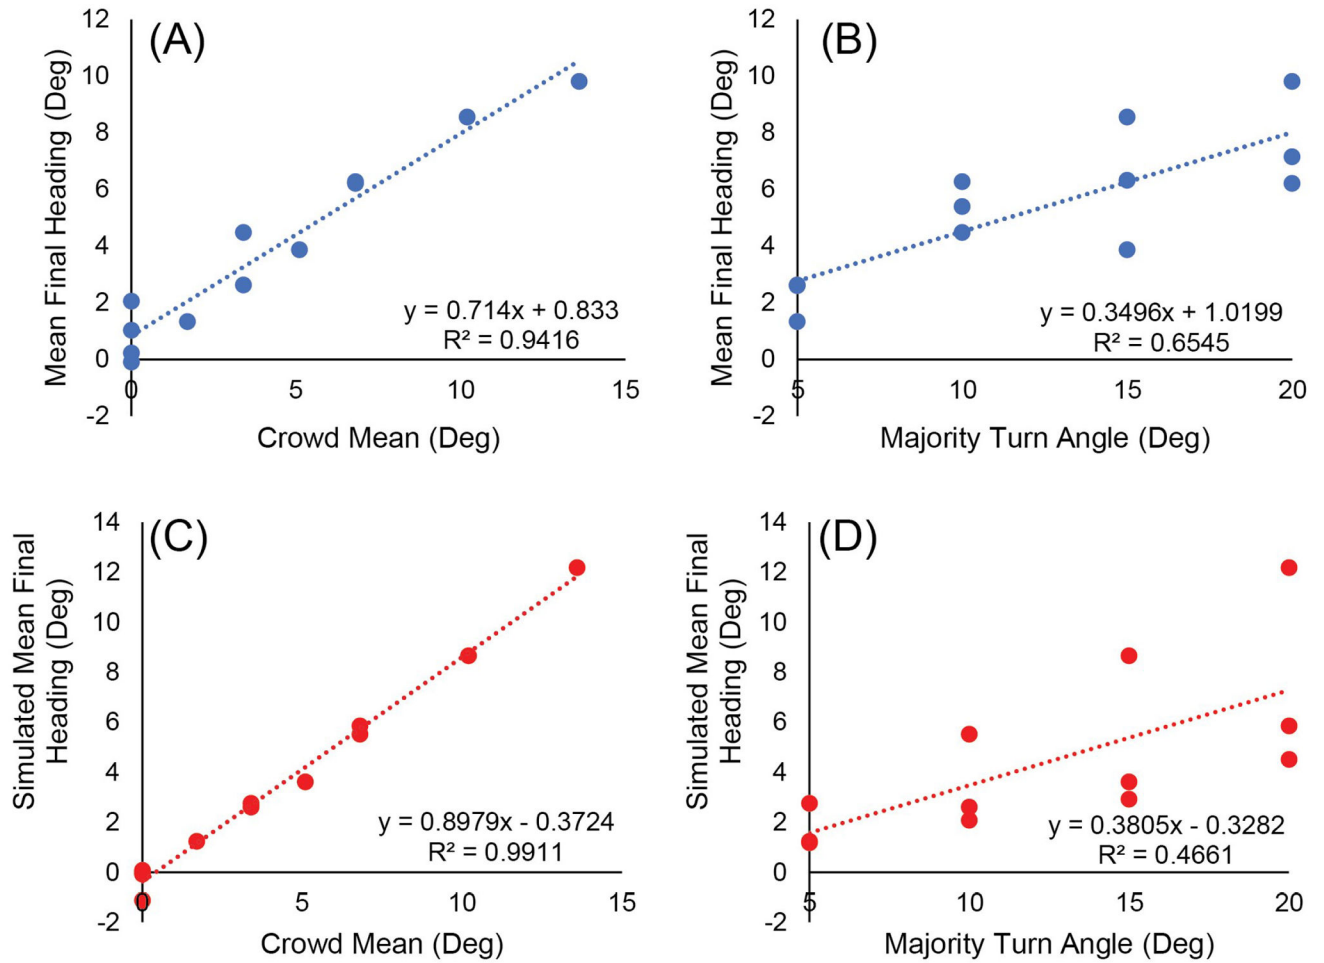 (A)
Mean Final Heading (Deg)
12
10
8
6
4
2
0
-2
0
5
10
15
y = 0.714x + 0.833
R² = 0.9416
Crowd Mean (Deg)
(B)
Mean Final Heading (Deg)
12
10
8
6
4
2
0
-2
5
10
15
20
y = 0.3496x + 1.0199
R² = 0.6545
Majority Turn Angle (Deg)
(C)
Simulated Mean Final
Heading (Deg)
14
12
10
8
6
4
2
0
-2
0
5
10
15
y = 0.8979x - 0.3724
R² = 0.9911
Crowd Mean (Deg)
(D)
Simulated Mean Final
Heading (Deg)
14
12
10
8
6
4
2
0
-2
5
10
15
20
y = 0.3805x - 0.3282
R² = 0.4661
Majority Turn Angle (Deg)